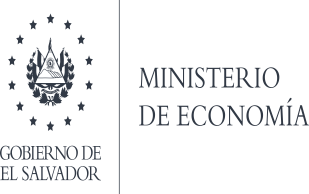 GOBIERNO DE
EL SALVADOR
MINISTERIO
DE ECONOMÍA